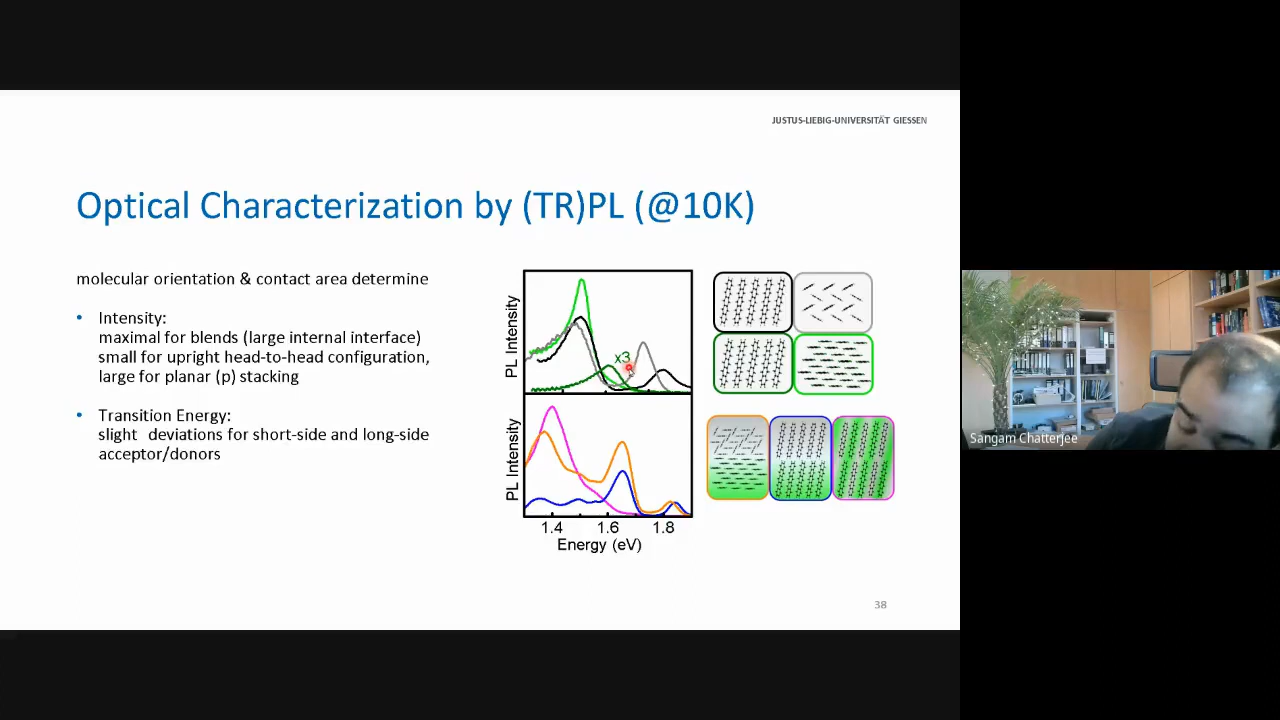 JUSTUS-LIEBIG-UNIVERSITÄT GIESSEN
Optical Characterization by (TR)PL (@10K)
molecular orientation & contact area determine
• Intensity:
maximal for blends (large internal interface)
small for upright head-to-head configuration,
large for planar (p) stacking
• Transition Energy:
slight deviations for short-side and long-side
acceptor/donors
PL Intensity
x3
PL Intensity
1.4 1.6 1.8
Energy (eV)
38
Sangam Chatterjee